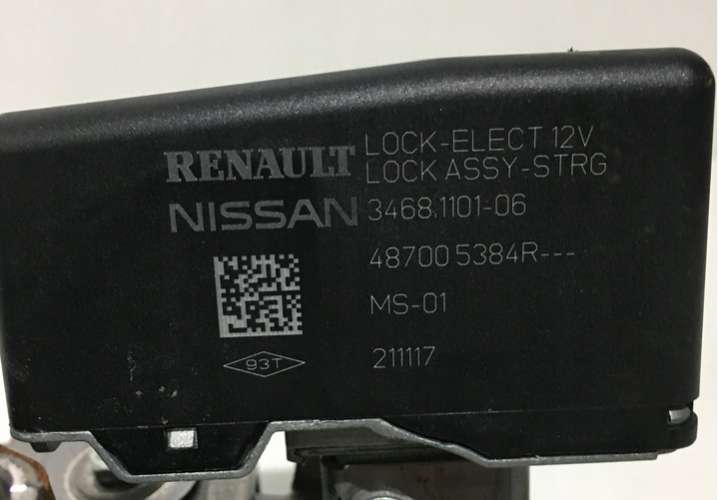 RENAULT
NISSAN
LOCK-ELECT 12V
LOCK ASSY-STRG
3468.1101-06
487005384R---
MS-01
93T
211117